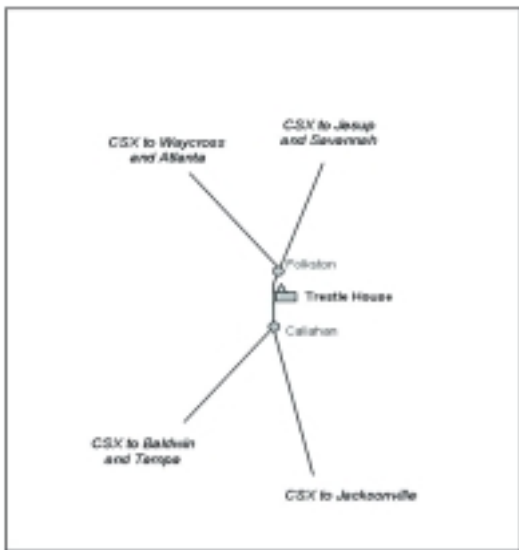 CSX to Jesup
and Savannah
CSX to Waycross
and Atlanta
Folkston
Trestle House
Callahan
CSX to Baldwin
and Tampa
CSX to Jacksonville